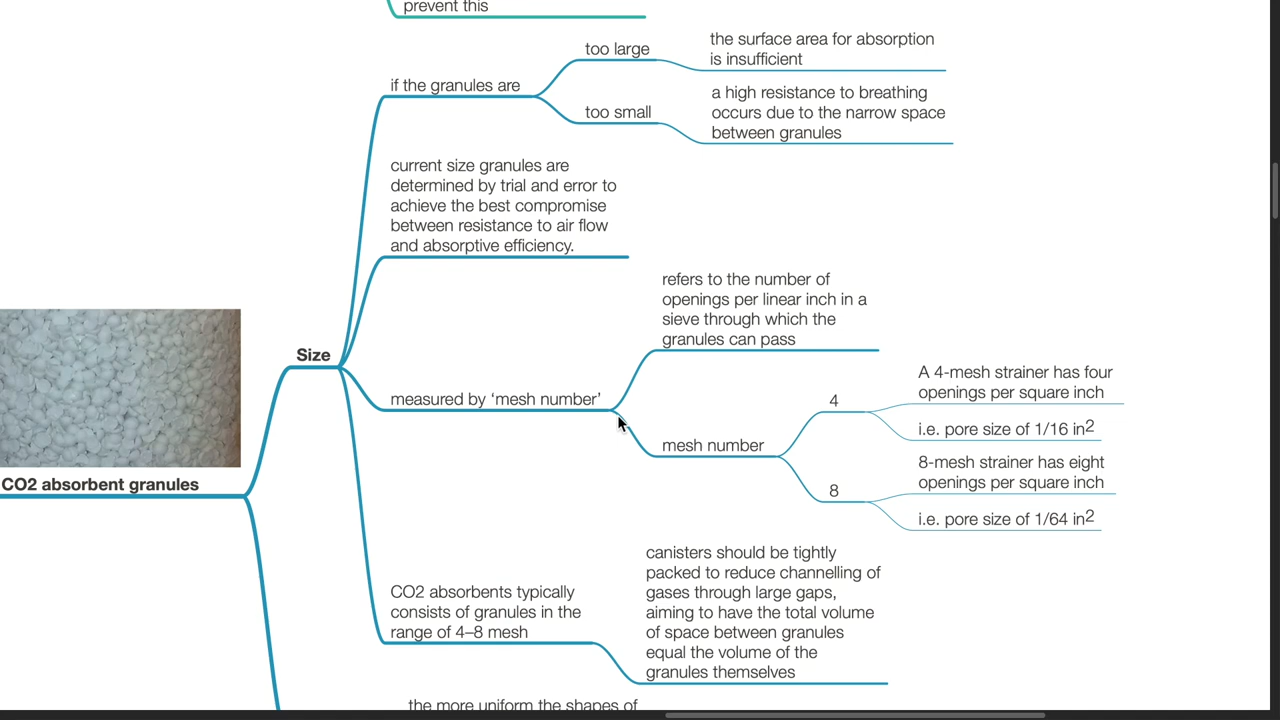 prevent this
if the granules are
too large
the surface area for absorption
is insufficient
too small
a high resistance to breathing
occurs due to the narrow space
between granules
current size granules are
determined by trial and error to
achieve the best compromise
between resistance to air flow
and absorptive efficiency.
Size
measured by ‘mesh number’
refers to the number of
openings per linear inch in a
sieve through which the
granules can pass
mesh number
4
A 4-mesh strainer has four
openings per square inch
i.e. pore size of 1/16 in2
8
8-mesh strainer has eight
openings per square inch
i.e. pore size of 1/64 in2
CO2 absorbent granules
CO2 absorbents typically
consists of granules in the
range of 4–8 mesh
canisters should be tightly
packed to reduce channelling of
gases through large gaps,
aiming to have the total volume
of space between granules
equal the volume of the
granules themselves
the more uniform the shapes of